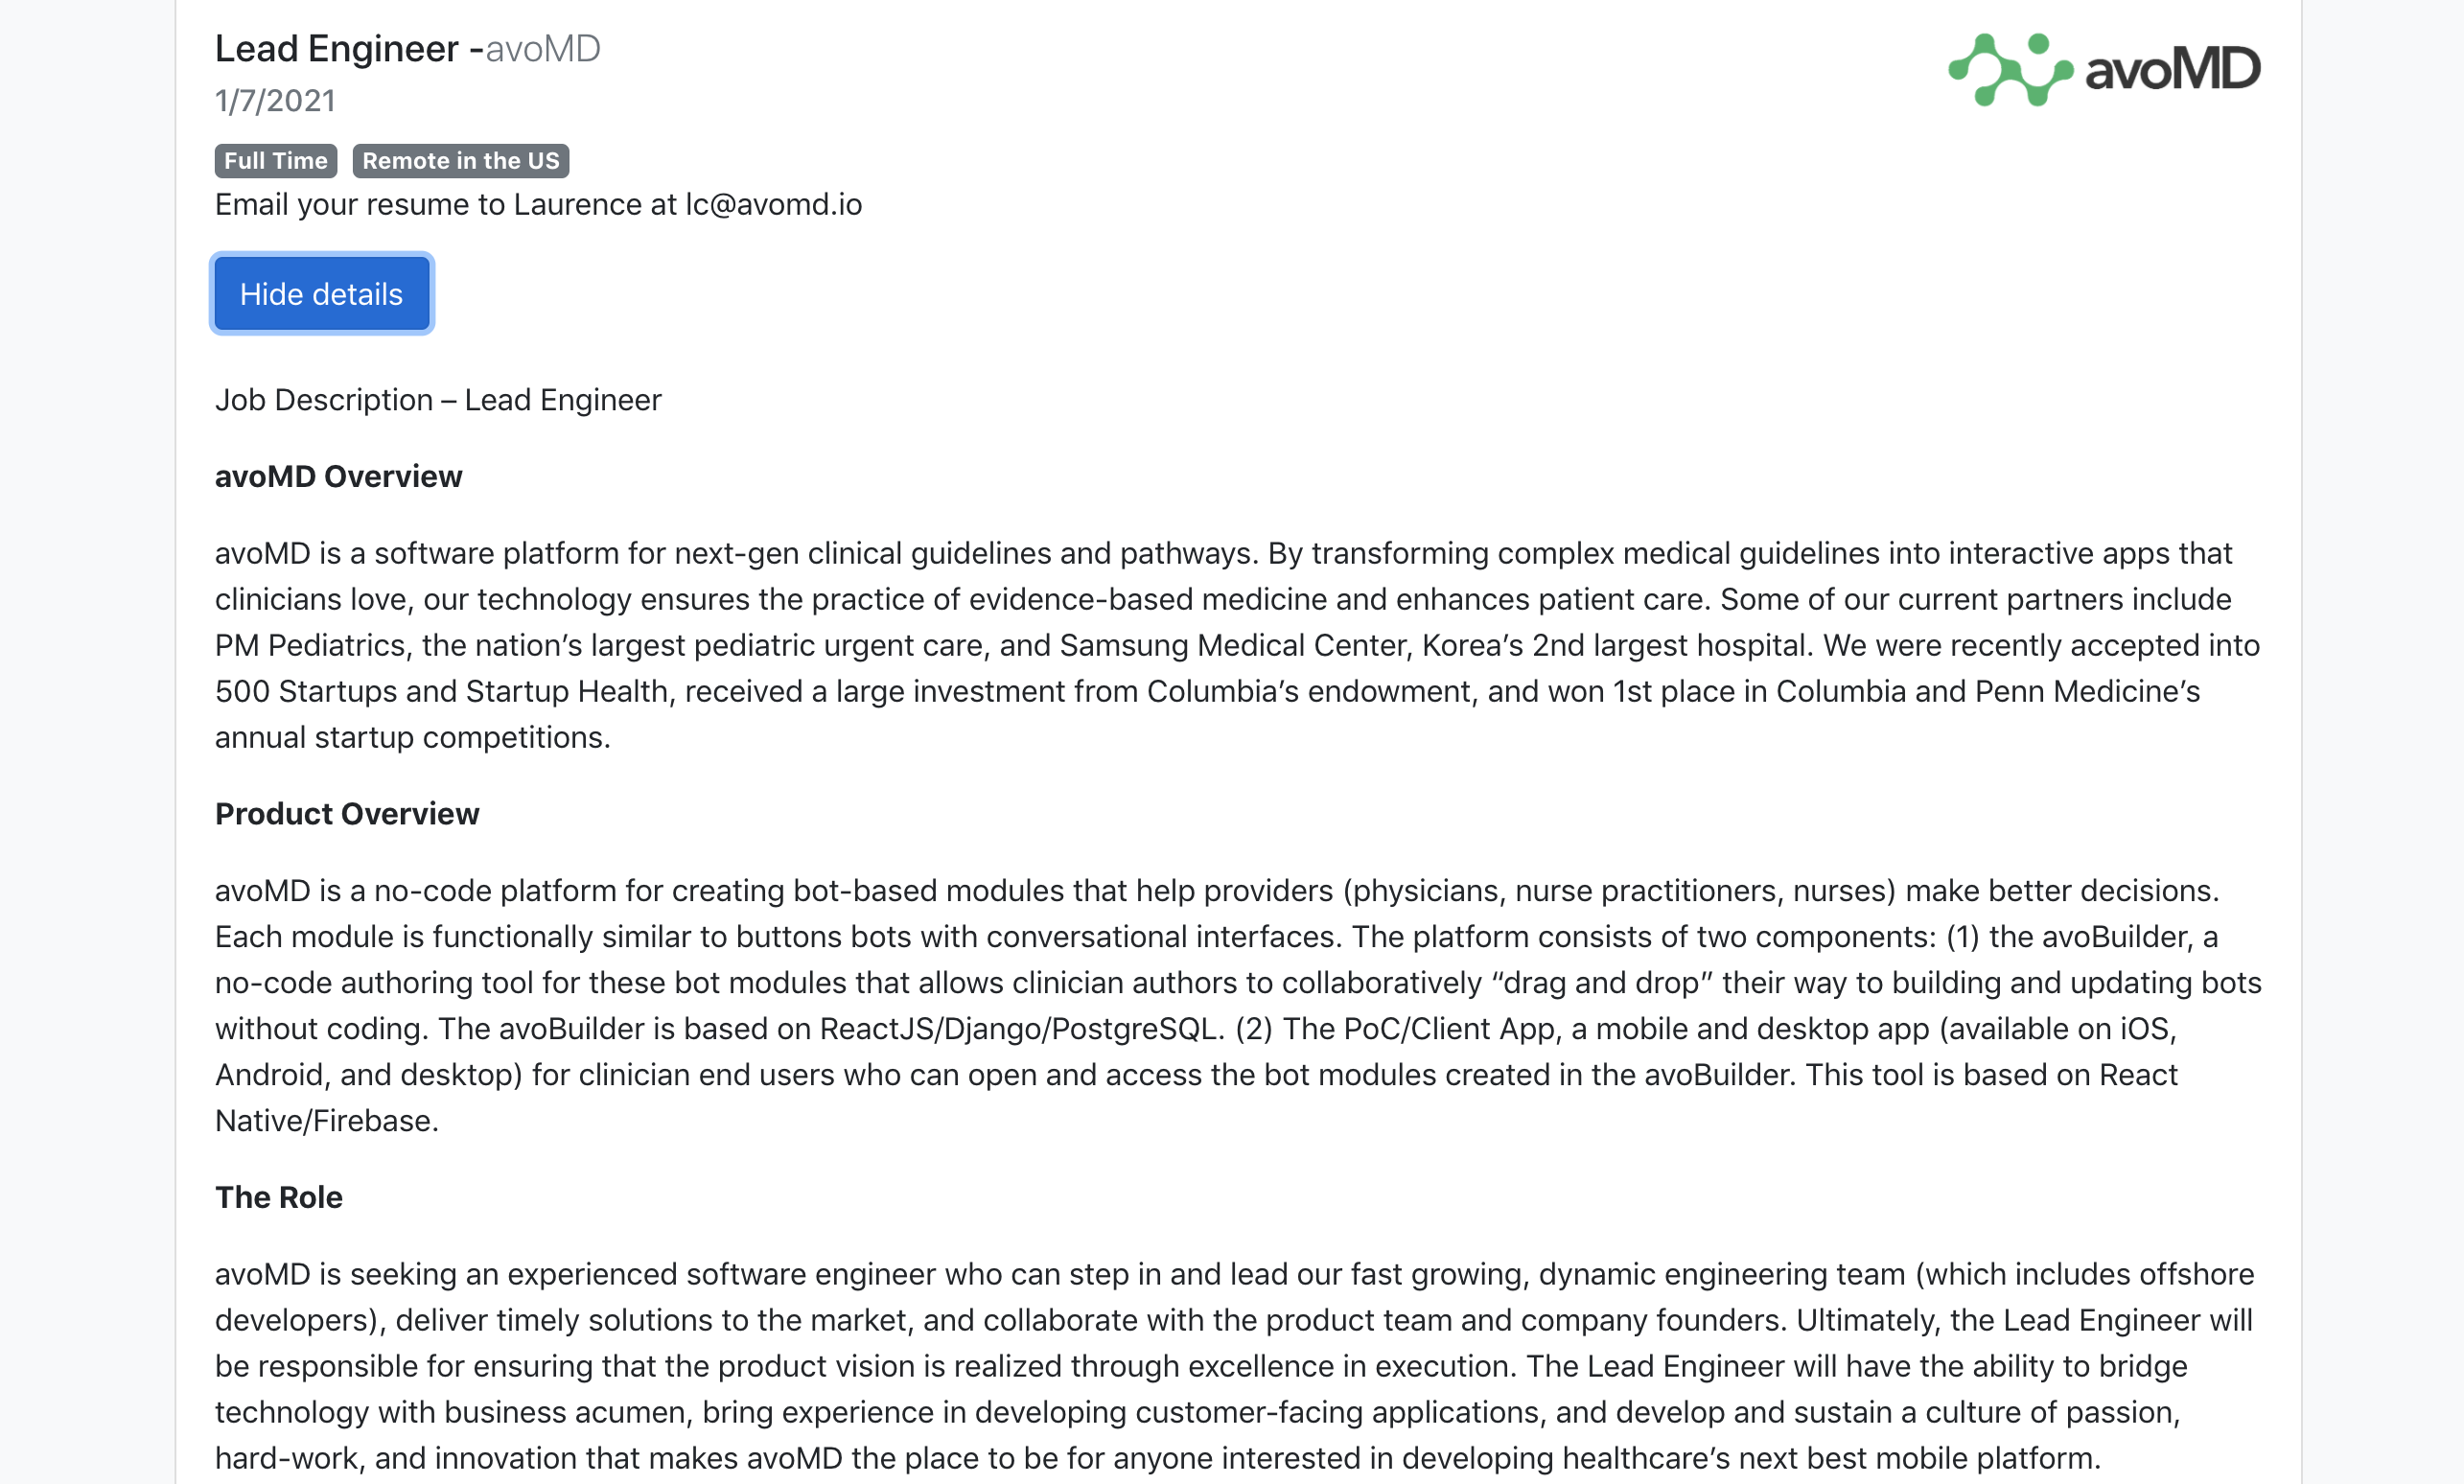 Lead Engineer -avoMD
avoMD
1/7/2021
Full Time Remote in the US
Email your resume to Laurence at lc@avomd.io
Hide details
Job Description – Lead Engineer
avoMD Overview
avoMD is a software platform for next-gen clinical guidelines and pathways. By transforming complex medical guidelines into interactive apps that
clinicians love, our technology ensures the practice of evidence-based medicine and enhances patient care. Some of our current partners include
PM Pediatrics, the nation’s largest pediatric urgent care, and Samsung Medical Center, Korea’s 2nd largest hospital. We were recently accepted into
500 Startups and Startup Health, received a large investment from Columbia’s endowment, and won 1st place in Columbia and Penn Medicine’s
annual startup competitions.
Product Overview
avoMD is a no-code platform for creating bot-based modules that help providers (physicians, nurse practitioners, nurses) make better decisions.
Each module is functionally similar to buttons bots with conversational interfaces. The platform consists of two components: (1) the avoBuilder, a
no-code authoring tool for these bot modules that allows clinician authors to collaboratively “drag and drop” their way to building and updating bots
without coding. The avoBuilder is based on ReactJS/Django/PostgreSQL. (2) The PoC/Client App, a mobile and desktop app (available on iOS,
Android, and desktop) for clinician end users who can open and access the bot modules created in the avoBuilder. This tool is based on React
Native/Firebase.
The Role
avoMD is seeking an experienced software engineer who can step in and lead our fast growing, dynamic engineering team (which includes offshore
developers), deliver timely solutions to the market, and collaborate with the product team and company founders. Ultimately, the Lead Engineer will
be responsible for ensuring that the product vision is realized through excellence in execution. The Lead Engineer will have the ability to bridge
technology with business acumen, bring experience in developing customer-facing applications, and develop and sustain a culture of passion,
hard-work, and innovation that makes avoMD the place to be for anyone interested in developing healthcare’s next best mobile platform.